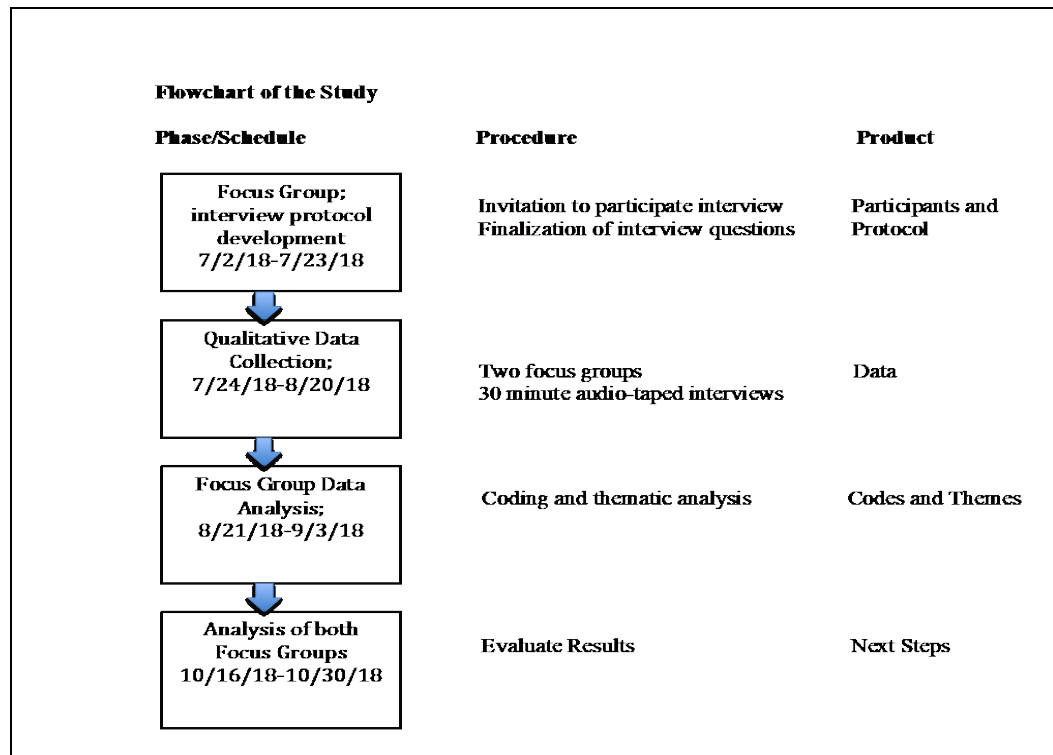 Flowchart of the Study
Phase/Schedule Procedure Product
Focus Group;
interview protocol
development
7/2/18-7/23/18
Invitation to participate interview
Finalization of interview questions
Participants and
Protocol
Qualitative Data
Collection;
7/24/18-8/20/18
Two focus groups
30 minute audio-taped interviews
Data
Focus Group Data
Analysis;
8/21/18-9/3/18
Coding and thematic analysis
Codes and Themes
Analysis of both
Focus Groups
10/16/18-10/30/18
Evaluate Results
Next Steps